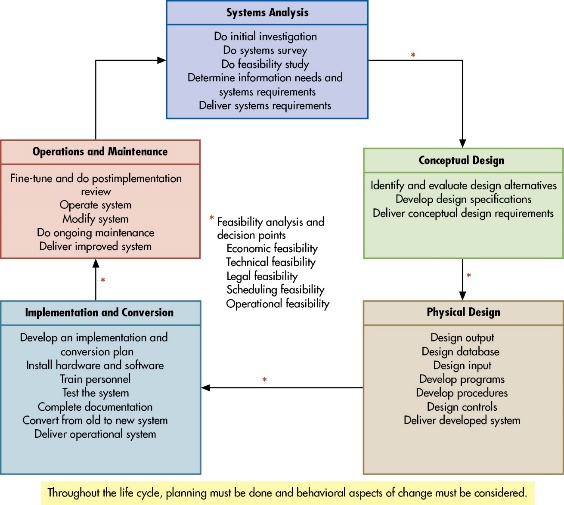 Systems Analysis
Do initial investigation
Do systems survey
Do feasibility study
Determine information needs and
systems requirements
Deliver systems requirements
*
Conceptual Design
Identify and evaluate design alternatives
Develop design specifications
Deliver conceptual design requirements
*
Physical Design
Design output
Design database
Design input
Develop programs
Develop procedures
Design controls
Deliver developed system
*
Implementation and Conversion
Develop an implementation and
conversion plan
Install hardware and software
Train personnel
Test the system
Complete documentation
Convert from old to new system
Deliver operational system
*
Operations and Maintenance
Fine-tune and do postimplementation
review
Operate system
Modify system
Do ongoing maintenance
Deliver improved system
* Feasibility analysis and
decision points
Economic feasibility
Technical feasibility
Legal feasibility
Scheduling feasibility
Operational feasibility
Throughout the life cycle, planning must be done and behavioral aspects of change must be considered.